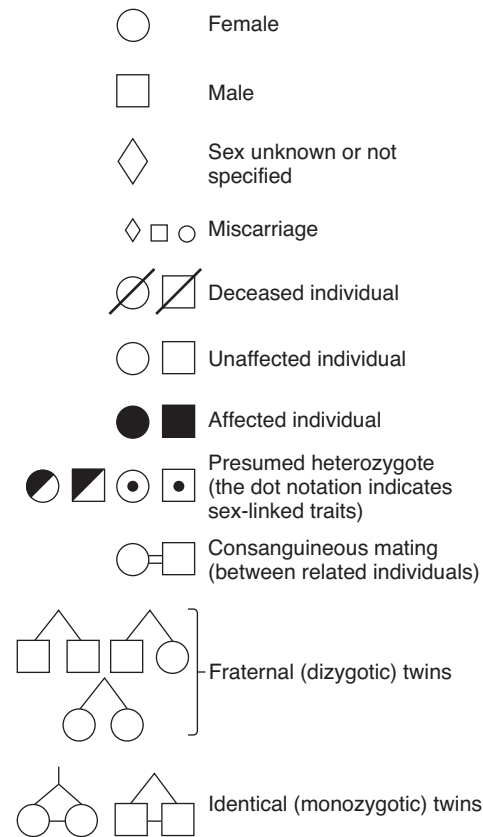 Female
Male
Sex unknown or not
specified
Miscarriage
Deceased individual
Unaffected individual
Affected individual
Presumed heterozygote
(the dot notation indicates
sex-linked traits)
Consanguineous mating
(between related individuals)
Fraternal (dizygotic) twins
Identical (monozygotic) twins